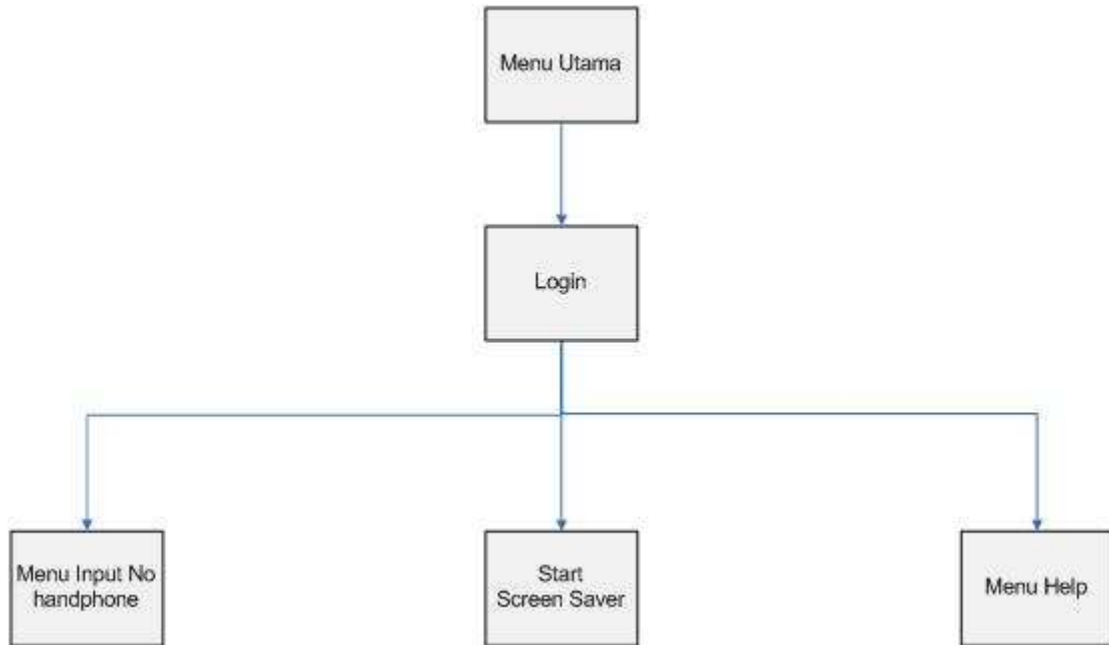 Menu Utama
Login
Menu Input No
handphone
Start
Screen Saver
Menu Help